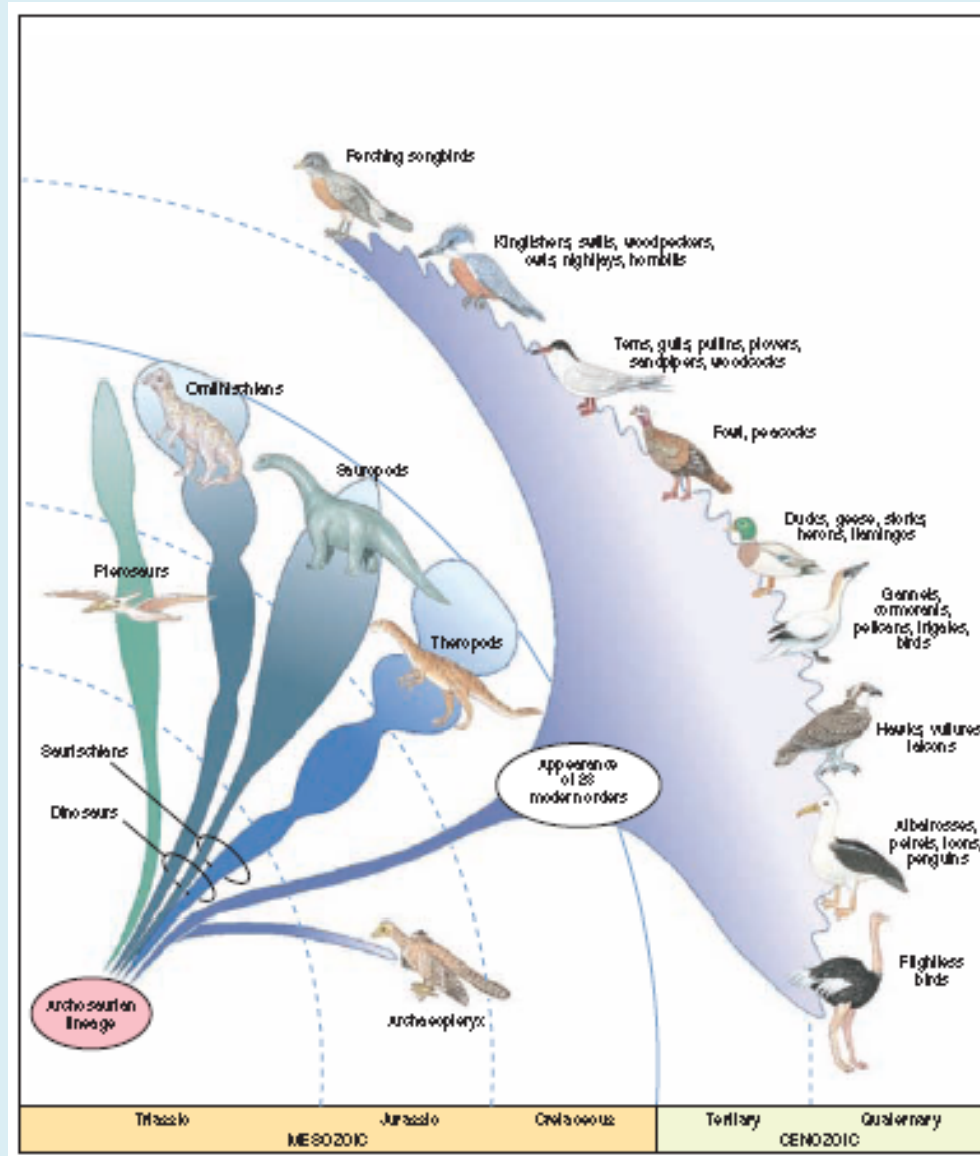 Perching songbirds
Kingfishers, swifts, woodpeckers,
owls, nightjays, hornbills
Terns, gulls, puffins, plovers,
sandpipers, woodcocks
Ornithischians
Fowl, peacocks
Sauropods
Ducks, geese, storks,
herons, flamingos
Pterosaurs
Gannets,
cormorants,
pelicans, frigates,
birds
Theropods
Hawks, vultures,
falcons
Saurischians
Dinosaurs
Appearance
of 28
modern orders
Albatrosses,
petrels, loons,
penguins
Flightless
birds
Archosaurian
lineage
Archaeopteryx
Triassic
Jurassic
Cretaceous
Tertiary
Quaternary
MESOZOIC
CENOZOIC